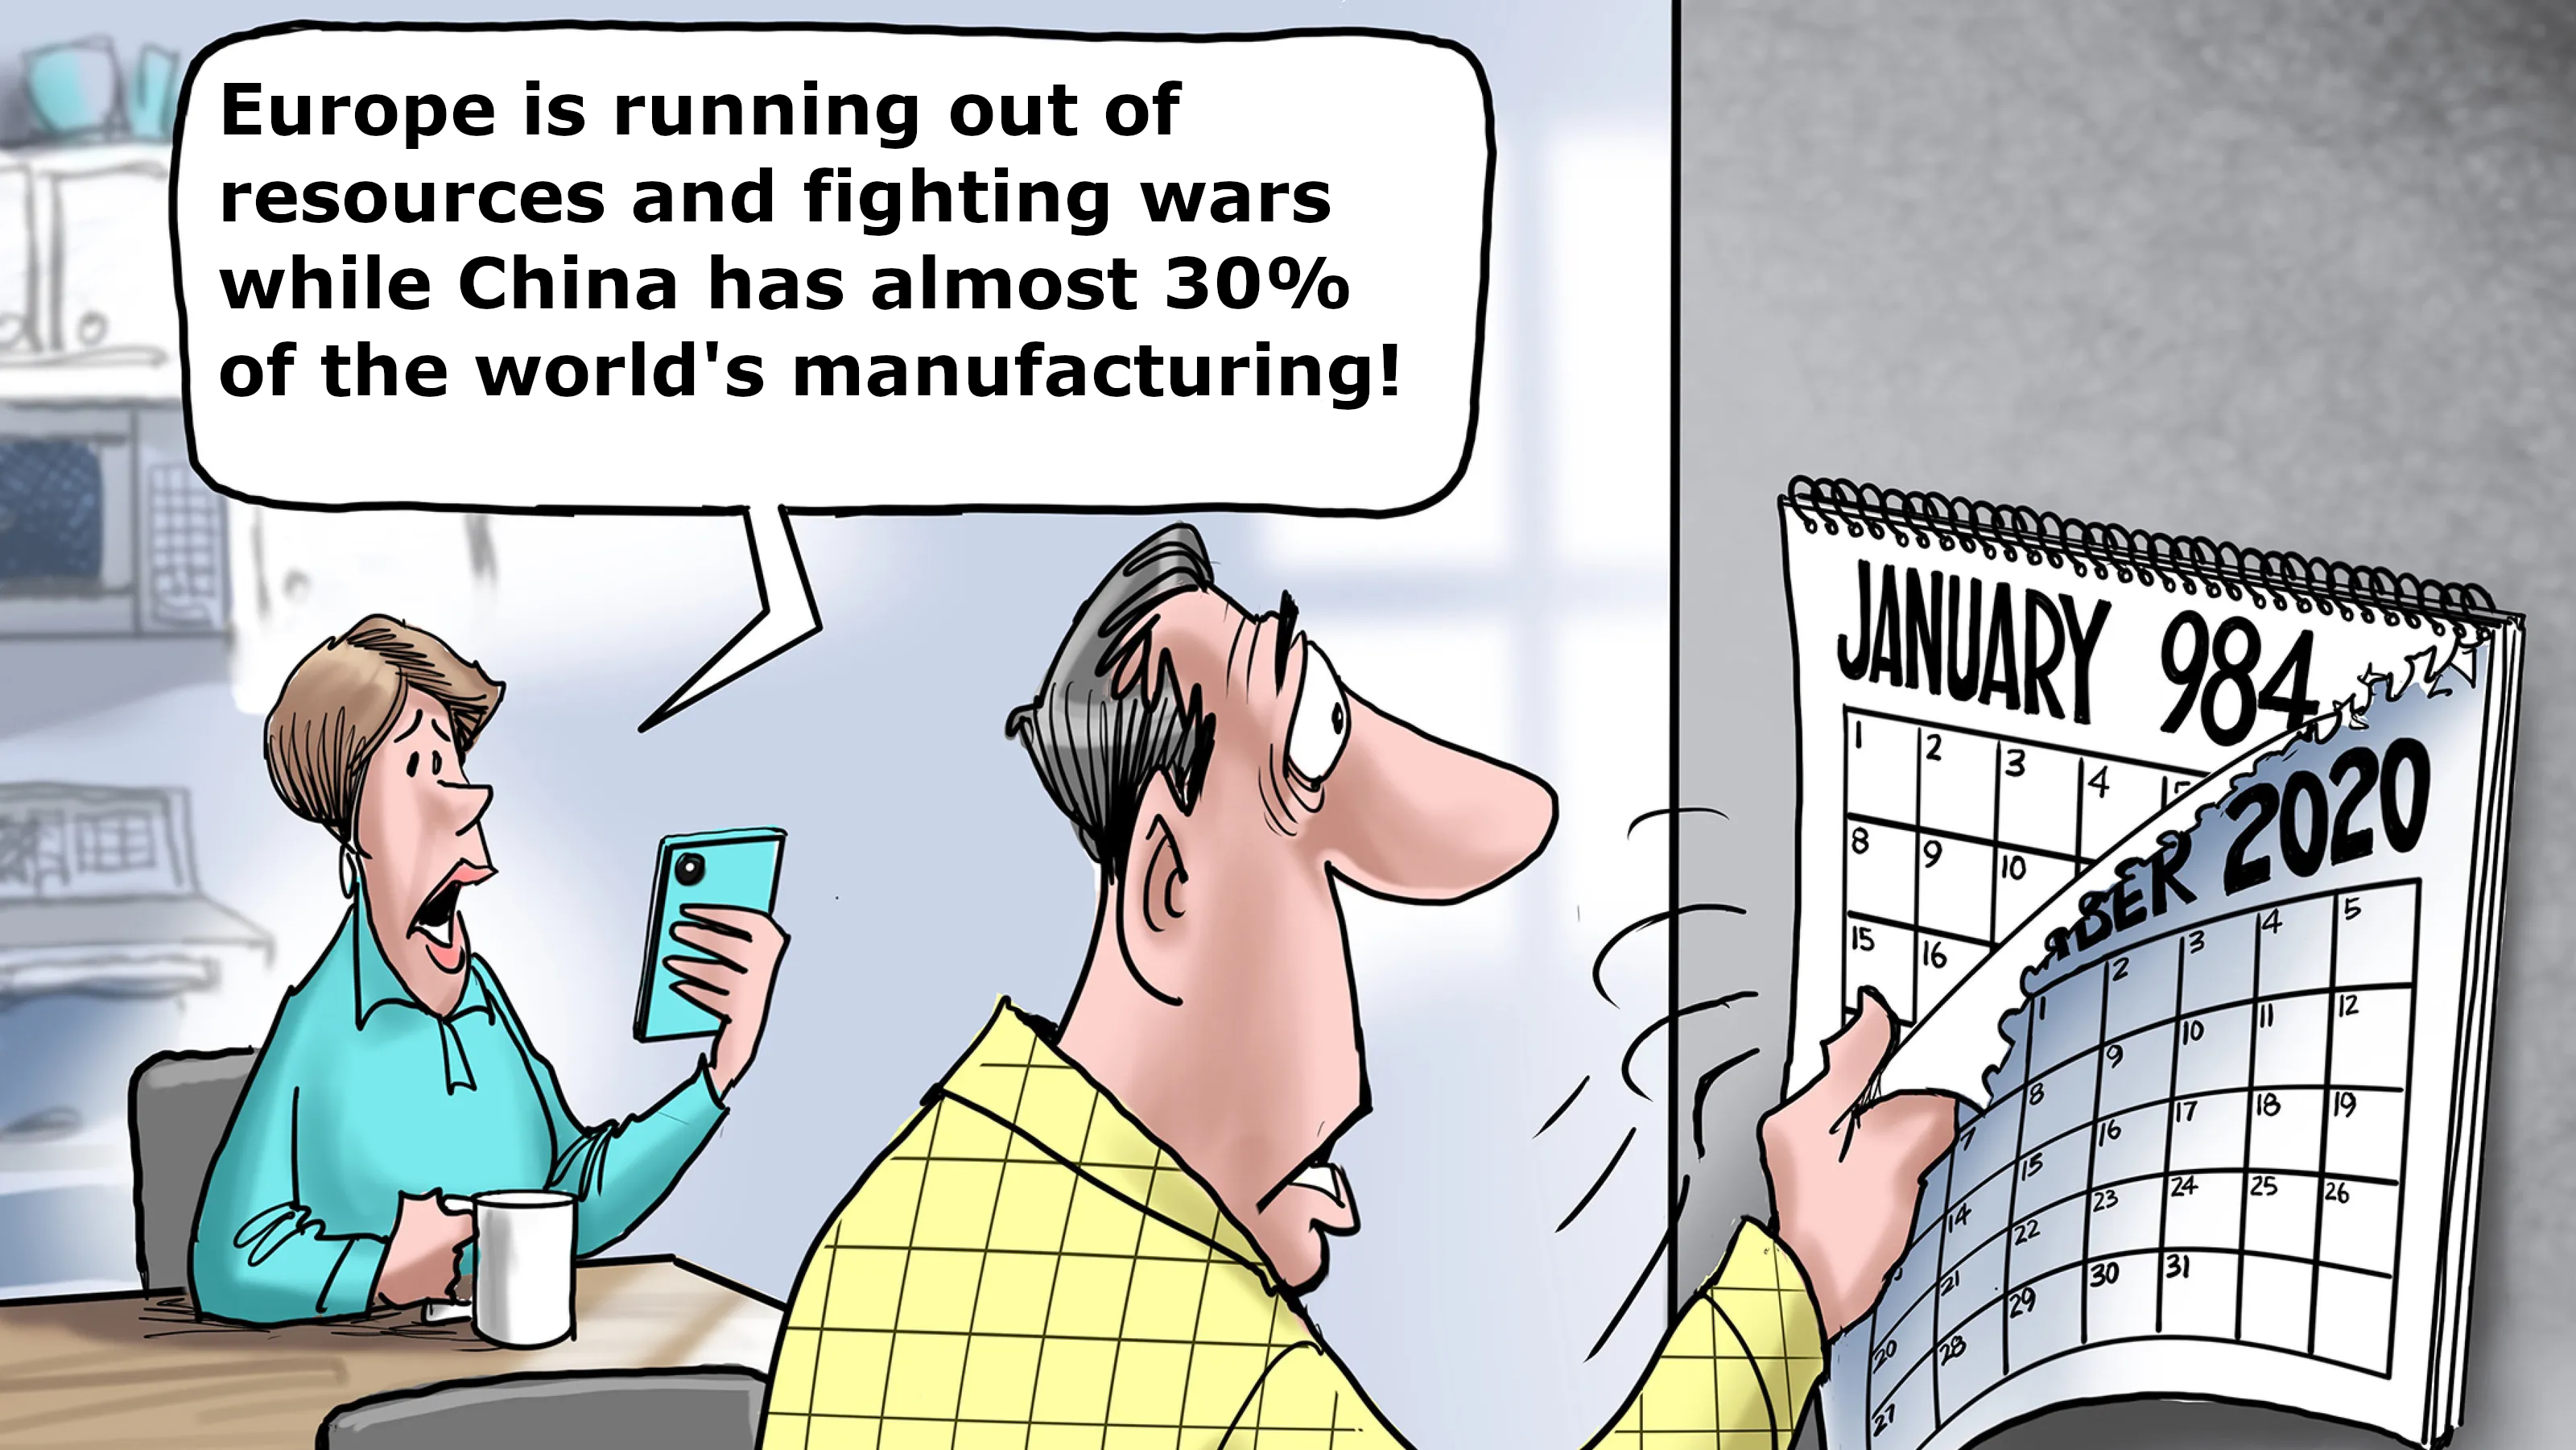 Europe is running out of
resources and fighting wars
while China has almost 30%
of the world's manufacturing!
JANUARY 984
1 2 3 4
8 9 10
15 16
MBER 2020
1 2 3 4 5
7 8 9 10 11 12
14 15 16 17 18 19
20 21 22 23 24 25 26
27 28 29 30 31